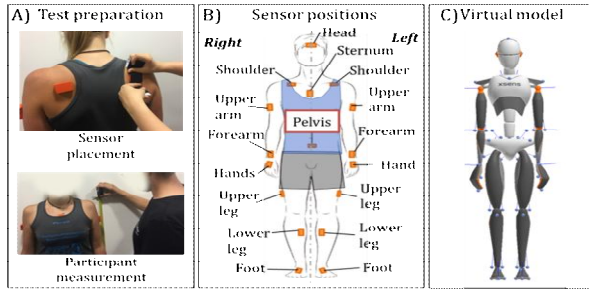 A) Test preparation
Sensor
placement
Participant
measurement
B) Sensor positions
Right
Left
Head
Sternum
Shoulder
Shoulder
Upper
arm
Upper
arm
Pelvis
Forearm
Forearm
Hands
Hand
Upper
leg
Upper
leg
Lower
leg
Lower
leg
Foot
Foot
C) Virtual model
xsens